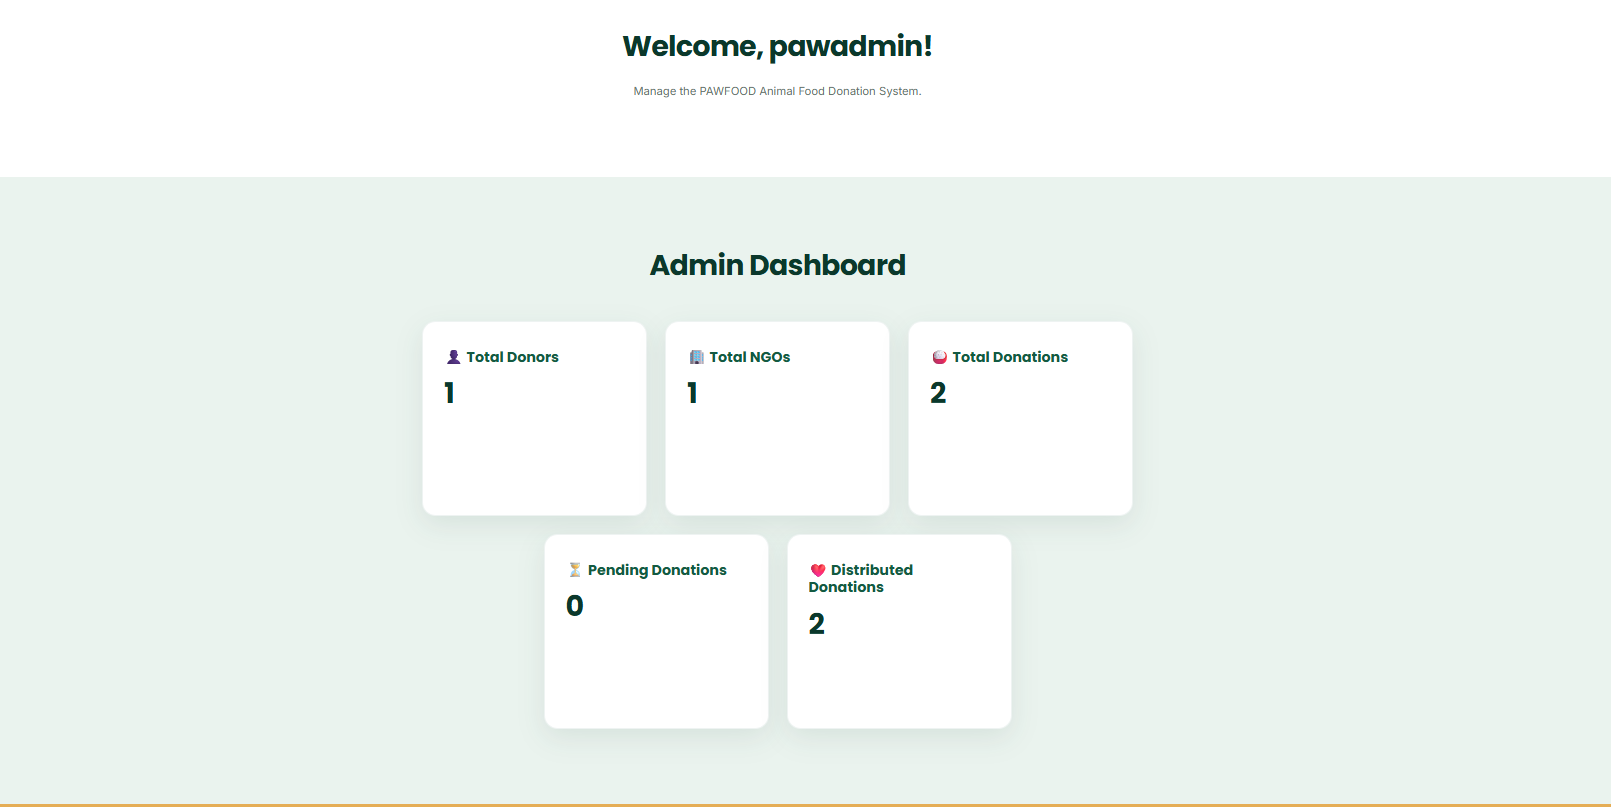 Welcome, pawadmin!
Manage the PAWFOOD Animal Food Donation System.
Admin Dashboard
Total Donors
1
Total NGOs
1
Total Donations
2
Pending Donations
0
Distributed
Donations
2